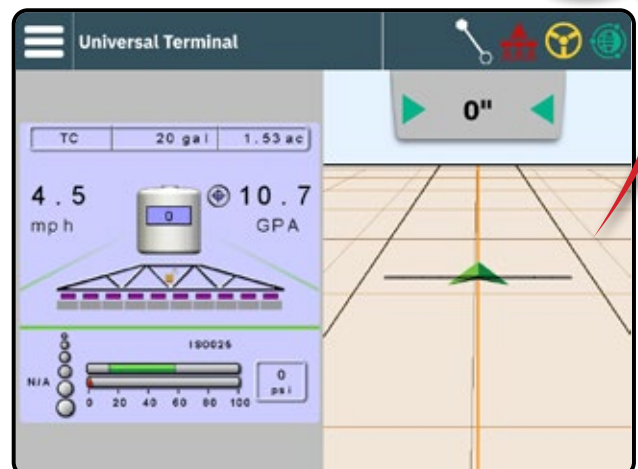 Universal Terminal
0"
TC 20 gal 1.53 ac
4.5 10.7
mph GPA
0
ISO026
N/A
0
psi
0 20 40 60 80 100